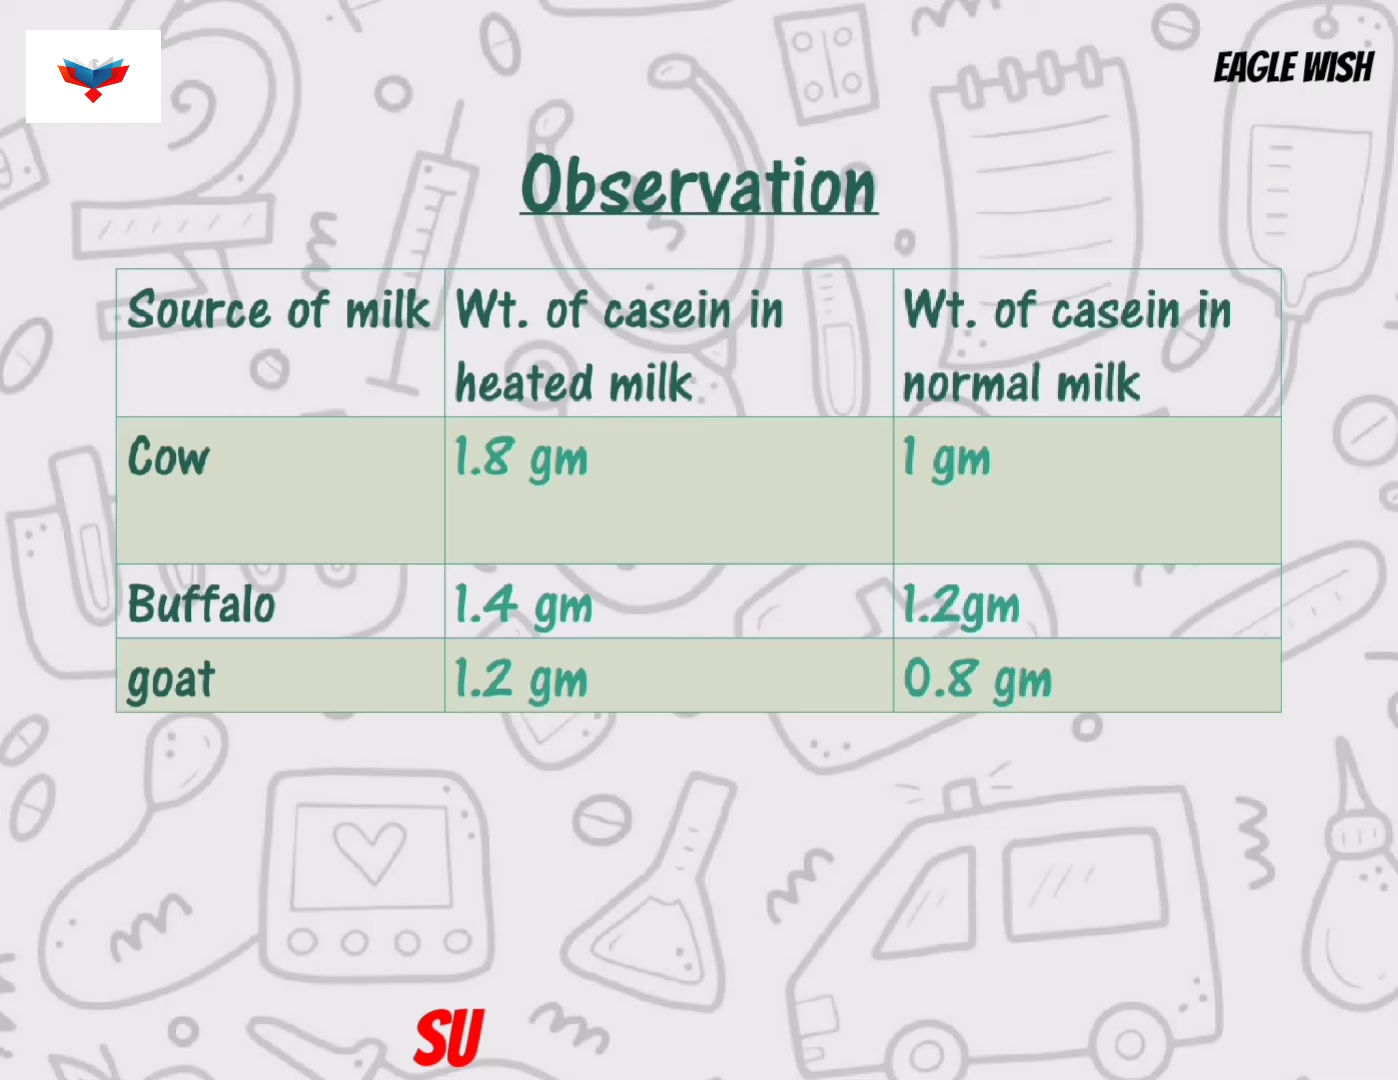 EAGLE WISH
Observation
Source of milk
Wt. of casein in
heated milk
Wt. of casein in
normal milk
Cow
1.8 gm
1 gm
Buffalo
1.4 gm
1.2gm
goat
1.2 gm
0.8 gm
SU